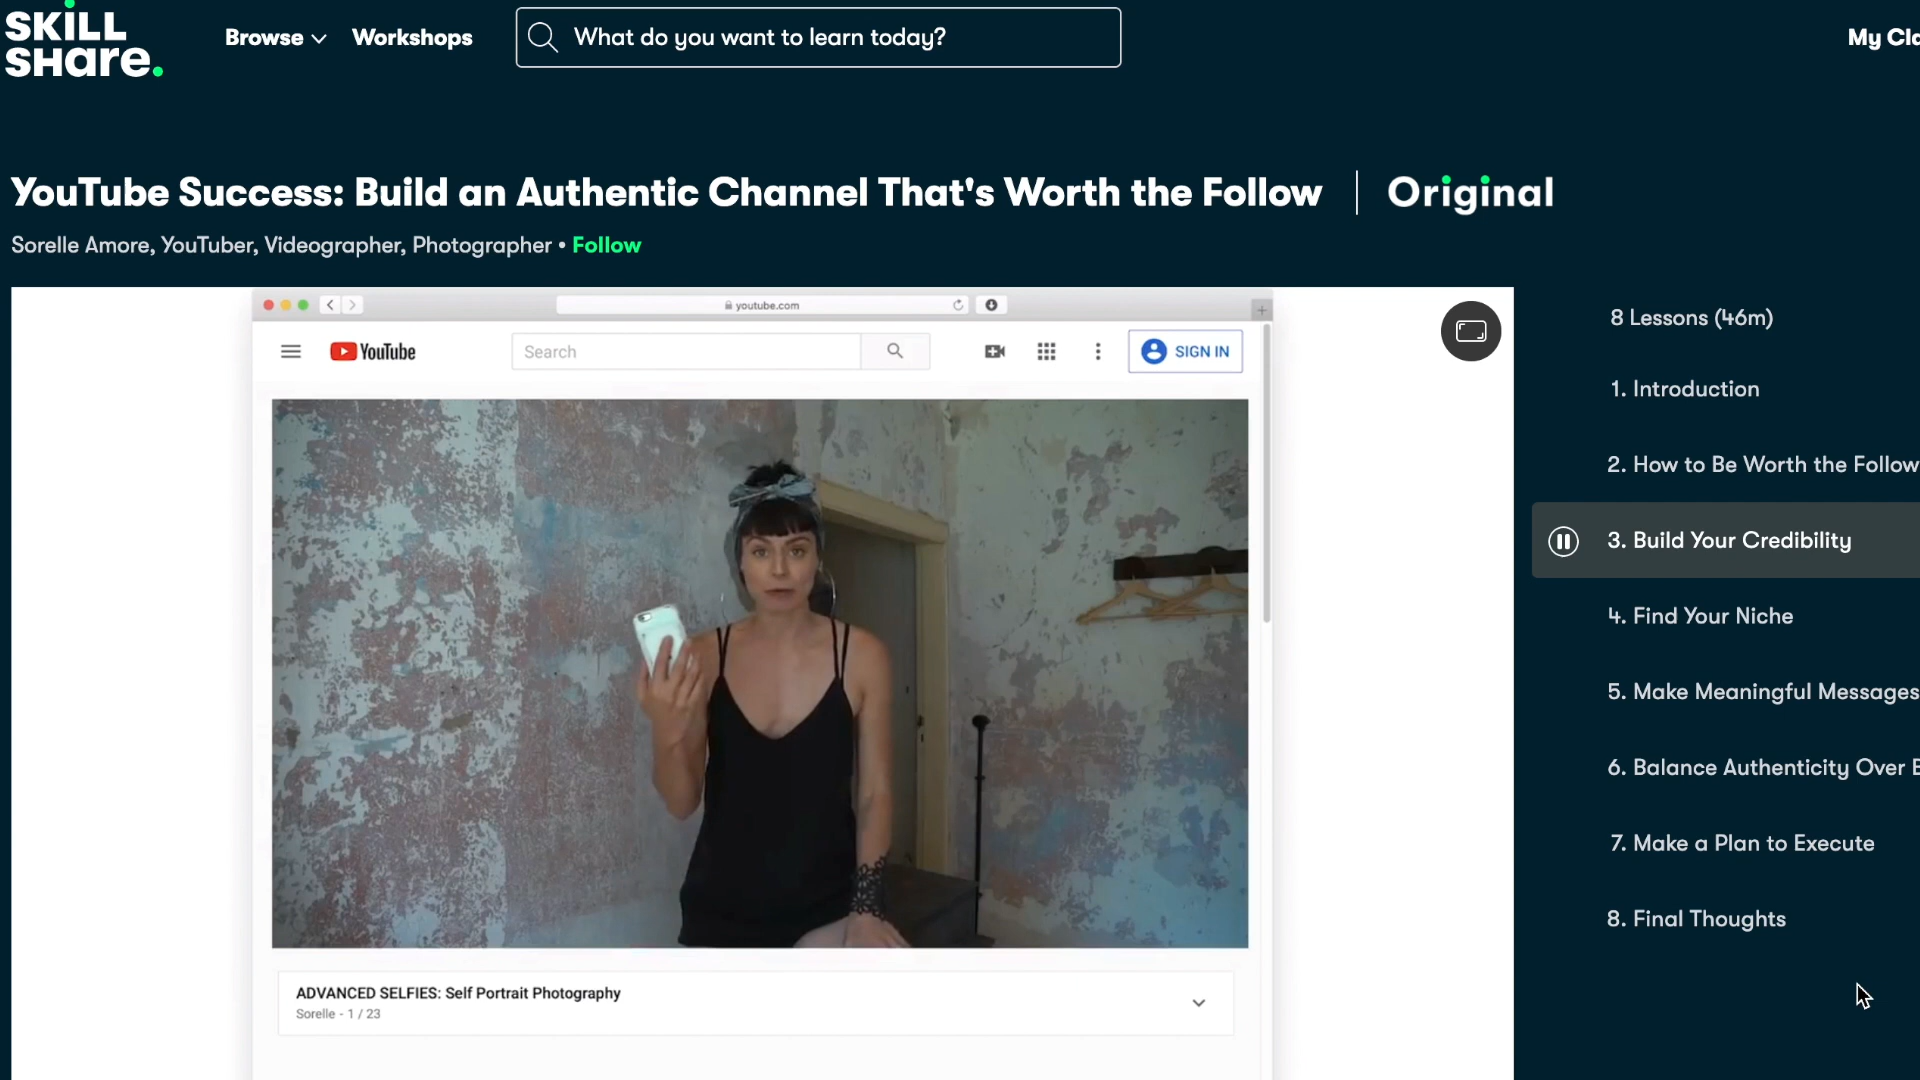 SKILL
SHare.
Browse
Workshops
What do you want to learn today?
My Cla
YouTube Success: Build an Authentic Channel That's Worth the Follow
Original
Sorelle Amore, YouTuber, Videographer, Photographer • Follow
youtube.com
YouTube
Search
SIGN IN
ADVANCED SELFIES: Self Portrait Photography
Sorelle - 1 / 23
8 Lessons (46m)
1. Introduction
2. How to Be Worth the Follow
3. Build Your Credibility
4. Find Your Niche
5. Make Meaningful Messages
6. Balance Authenticity Over
7. Make a Plan to Execute
8. Final Thoughts